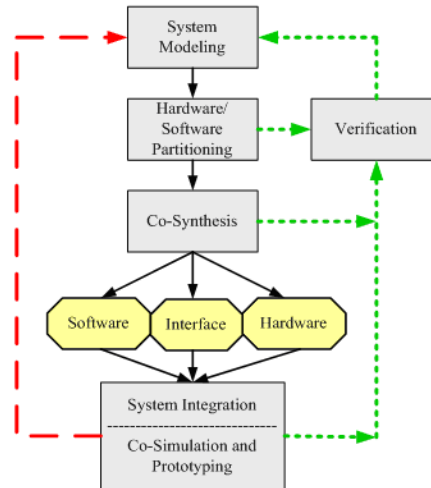 System
Modeling
Hardware/
Software
Partitioning
Verification
Co-Synthesis
Software
Interface
Hardware
System Integration
Co-Simulation and
Prototyping